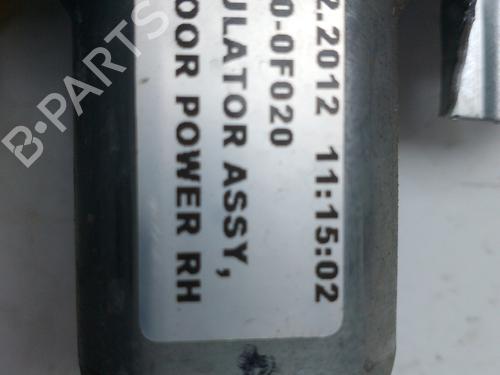 2.2012 11:15:02
0-0F020
ULATOR ASSY,
OOR POWER RH
B-PARTS